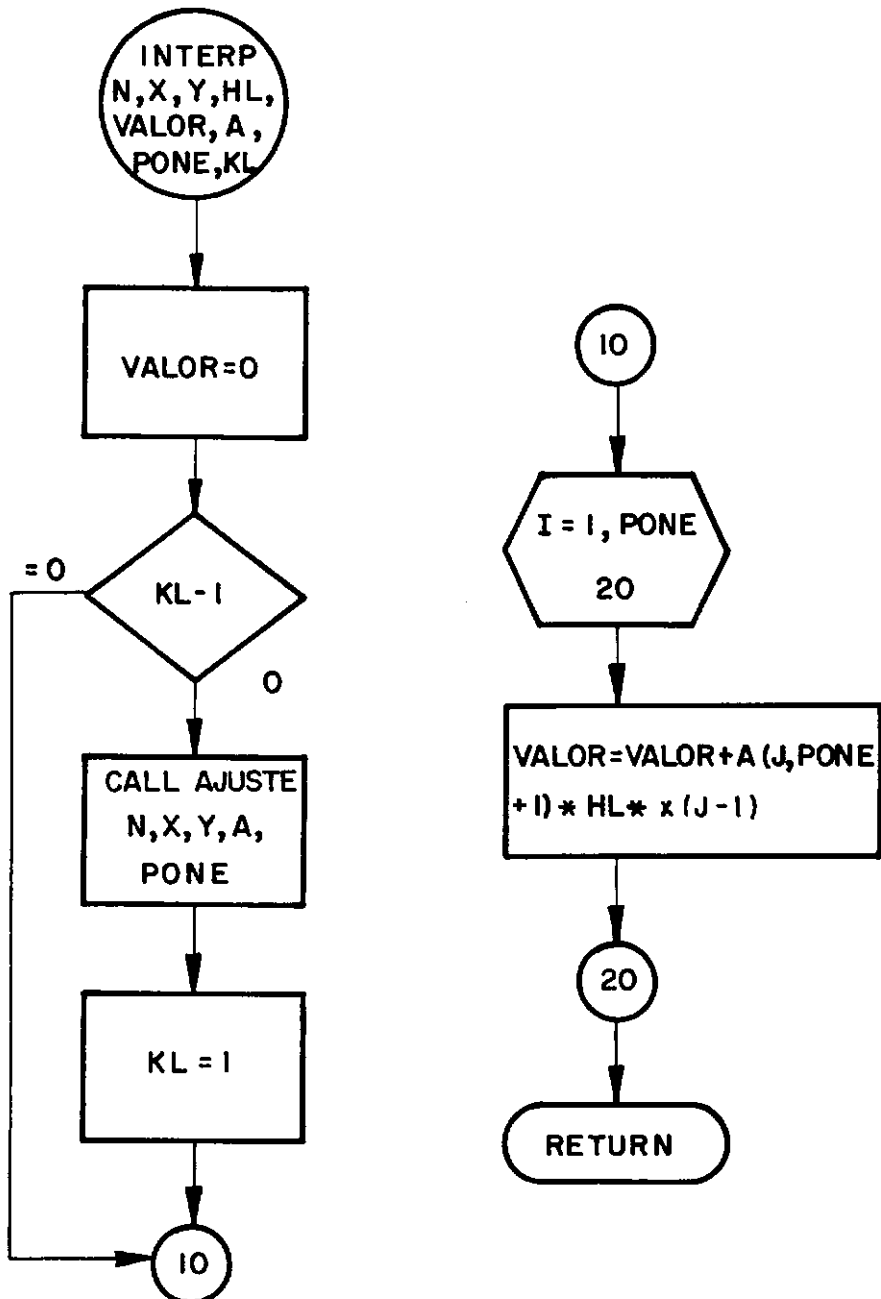 INTERP
N,X,Y,HL,
VALOR,A,
PONE,KL
VALOR=0
=0
KL-1
0
CALL AJUSTE
N,X,Y,A,
PONE
KL=1
10
10
I=1,PONE
20
VALOR=VALOR+A(J,PONE
+1)*HL*x(J-1)
20
RETURN